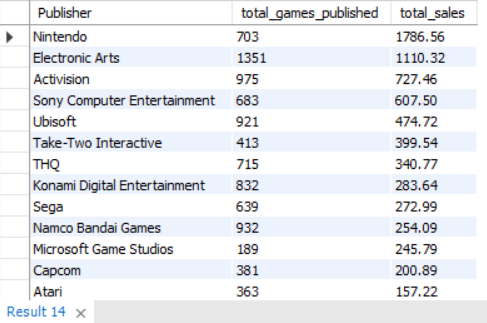 Publisher total_games_published total_sales
Nintendo 703 1786.56
Electronic Arts 1351 1110.32
Activision 975 727.46
Sony Computer Entertainment 683 607.50
Ubisoft 921 474.72
Take-Two Interactive 413 399.54
THQ 715 340.77
Konami Digital Entertainment 832 283.64
Sega 639 272.99
Namco Bandai Games 932 254.09
Microsoft Game Studios 189 245.79
Capcom 381 200.89
Atari 363 157.22
Result 14